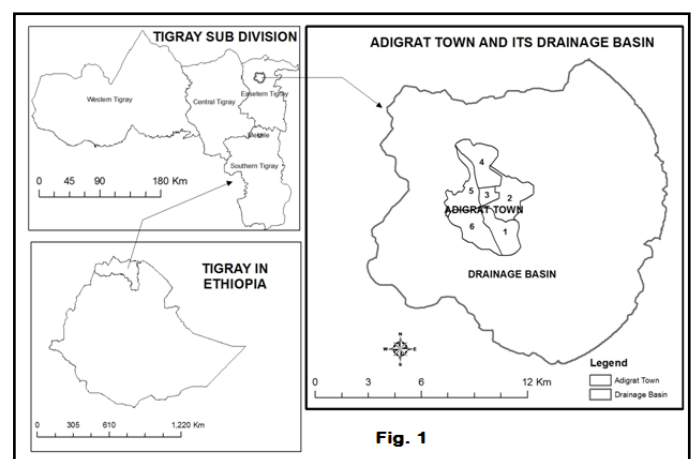 TIGRAY SUB DIVISION
Western Tigray
Central Tigray
Easetern Tigray
Mekele
Southern Tigray
0 45 90 180 Km
TIGRAY IN
ETHIOPIA
0 305 610 1,220 Km
ADIGRAT TOWN AND ITS DRAINAGE BASIN
4
5
3
2
ADIGRAT TOWN
6
1
DRAINAGE BASIN
N
W E
S
Legend
Adigrat Town
Drainage Basin
0 3 6 12 Km
Fig. 1